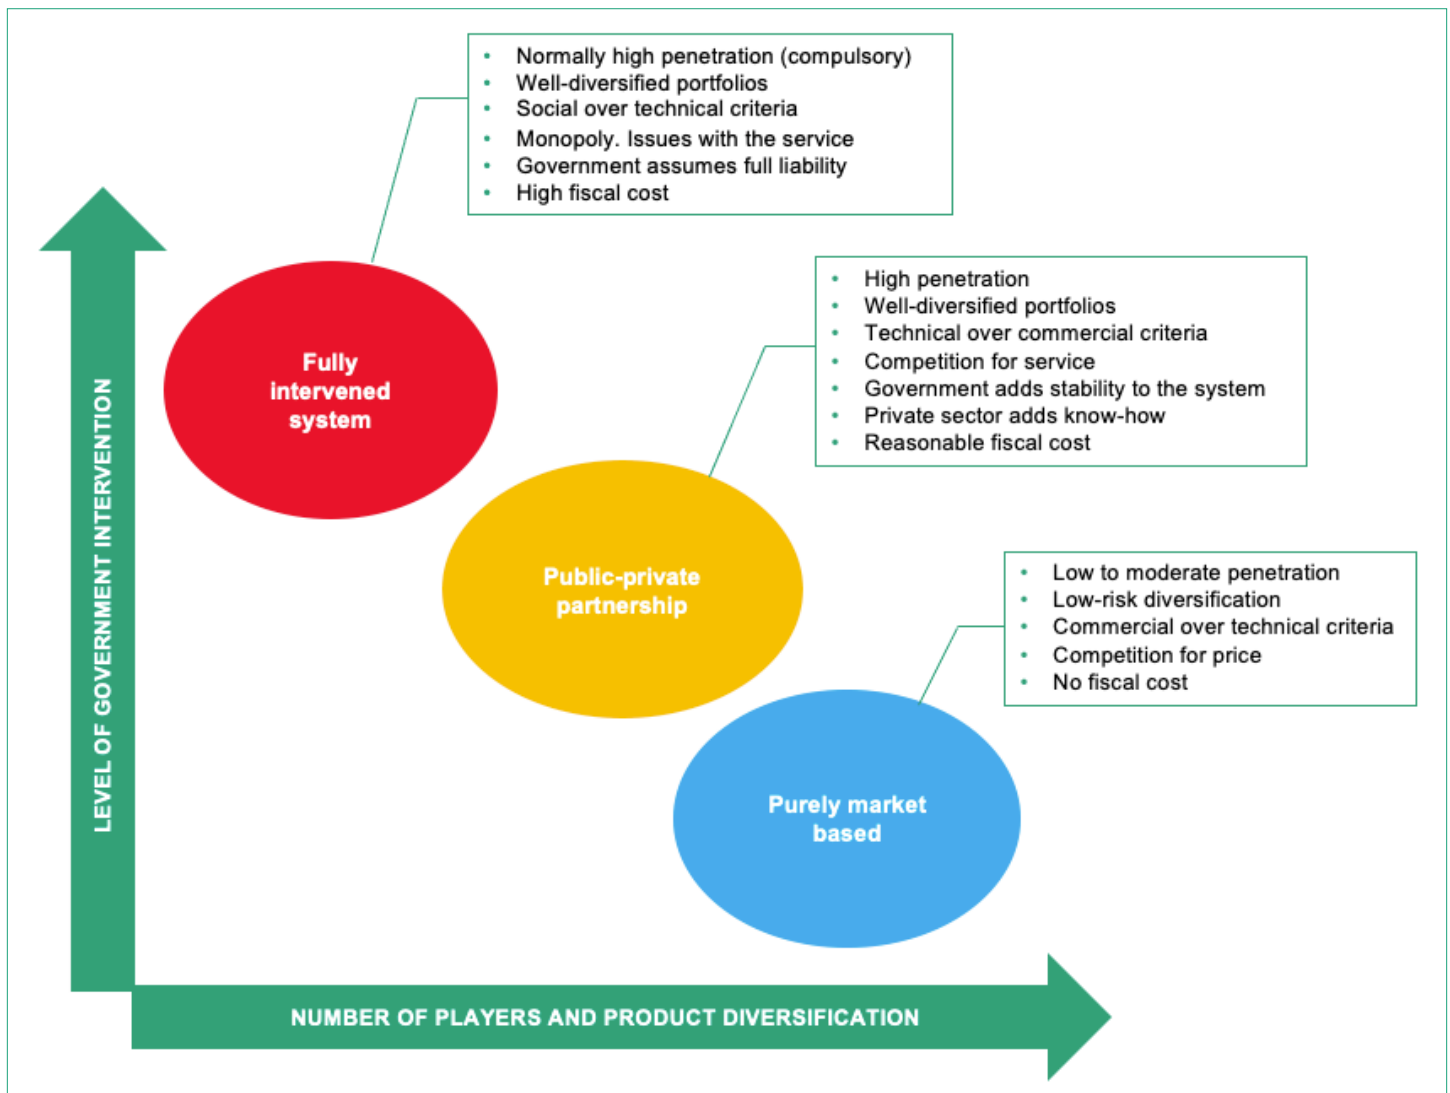 • Normally high penetration (compulsory)
• Well-diversified portfolios
• Social over technical criteria
• Monopoly. Issues with the service
• Government assumes full liability
• High fiscal cost
Fully
intervened
system
• High penetration
• Well-diversified portfolios
• Technical over commercial criteria
• Competition for service
• Government adds stability to the system
• Private sector adds know-how
• Reasonable fiscal cost
Public-private
partnership
• Low to moderate penetration
• Low-risk diversification
• Commercial over technical criteria
• Competition for price
• No fiscal cost
Purely market
based
LEVEL OF GOVERNMENT INTERVENTION
NUMBER OF PLAYERS AND PRODUCT DIVERSIFICATION